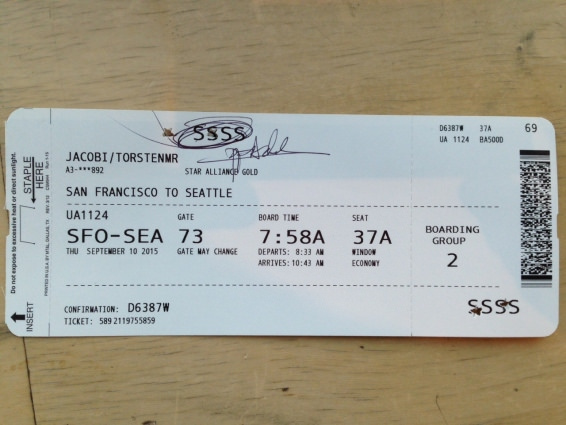 SSSS
JACOBI/TORSTENMR
A3-***892 STAR ALLIANCE GOLD
SAN FRANCISCO TO SEATTLE
UA1124 GATE BOARD TIME SEAT
SFO-SEA 73 7:58A 37A
THU SEPTEMBER 10 2015 GATE MAY CHANGE DEPARTS: 8:33 AM WINDOW
ARRIVES: 10:43 AM ECONOMY
CONFIRMATION: D6387W
TICKET: 589 2119755859
D6387W 37A 69
UA 1124 BA500D
BOARDING
GROUP
2
SSSS
Do not expose to excessive heat or direct sunlight.
STAPLE
HERE
INSERT